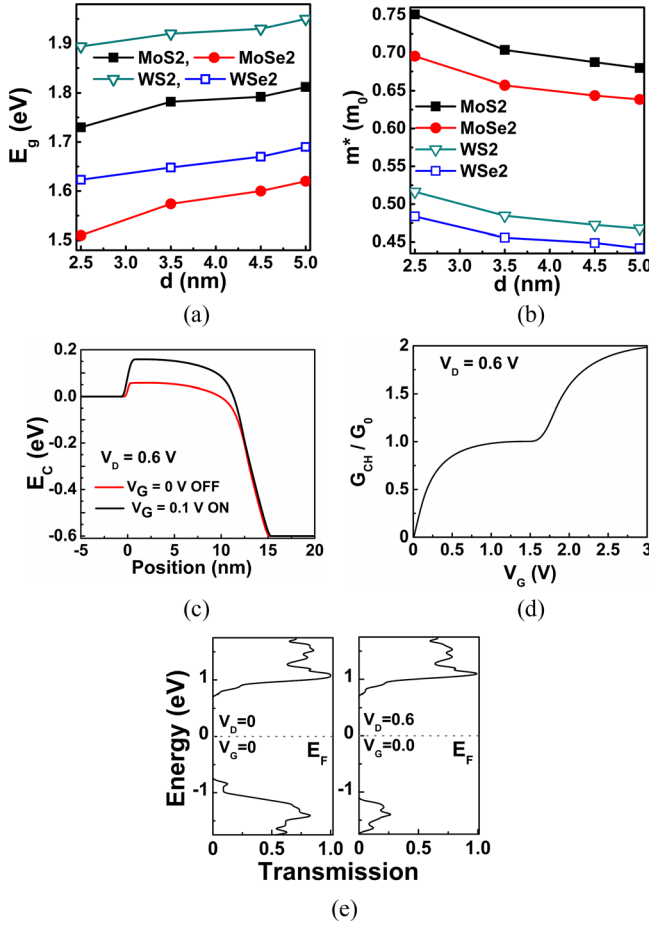 1.9
1.8
1.7
1.6
1.5
E_g (eV)
MoS2, MoSe2
WS2, WSe2
2.5 3.0 3.5 4.0 4.5 5.0
d (nm)
(a)
0.75
0.70
0.65
0.60
0.55
0.50
0.45
m* (m_0)
MoS2
MoSe2
WS2
WSe2
2.5 3.0 3.5 4.0 4.5 5.0
d (nm)
(b)
0.2
0.0
-0.2
-0.4
-0.6
E_C (eV)
V_D = 0.6 V
V_G = 0 V OFF
V_G = 0.1 V ON
-5 0 5 10 15 20
Position (nm)
(c)
2
1.0
0
G_CH / G_0
V_D = 0.6 V
0 0.5 1.0 1.5 2.0 2.5 3
V_G (V)
(d)
Energy (eV)
1
0
-1
V_D=0
V_G=0 E_F
0 0.5 1.0
1
0
-1
V_D=0.6
V_G=0.0 E_F
0 0.5 1.0
Transmission
(e)